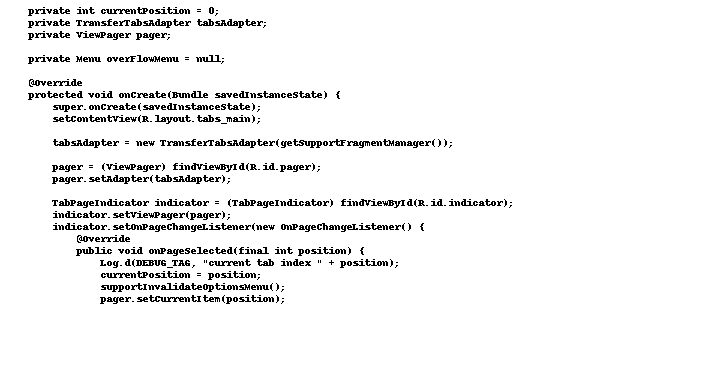 private int currentPosition = 0;
private TransferTabsAdapter tabsAdapter;
private ViewPager pager;
private Menu overFlowMenu = null;
@Override
protected void onCreate(Bundle savedInstanceState) {
super.onCreate(savedInstanceState);
setContentView(R.layout.tabs_main);
tabsAdapter = new TransferTabsAdapter(getSupportFragmentManager());
pager = (ViewPager) findViewById(R.id.pager);
pager.setAdapter(tabsAdapter);
TabPageIndicator indicator = (TabPageIndicator) findViewById(R.id.indicator);
indicator.setViewPager(pager);
indicator.setOnPageChangeListener(new OnPageChangeListener() {
@Override
public void onPageSelected(final int position) {
Log.d(DEBUG_TAG, "current tab index " + position);
currentPosition = position;
supportInvalidateOptionsMenu();
pager.setCurrentItem(position);